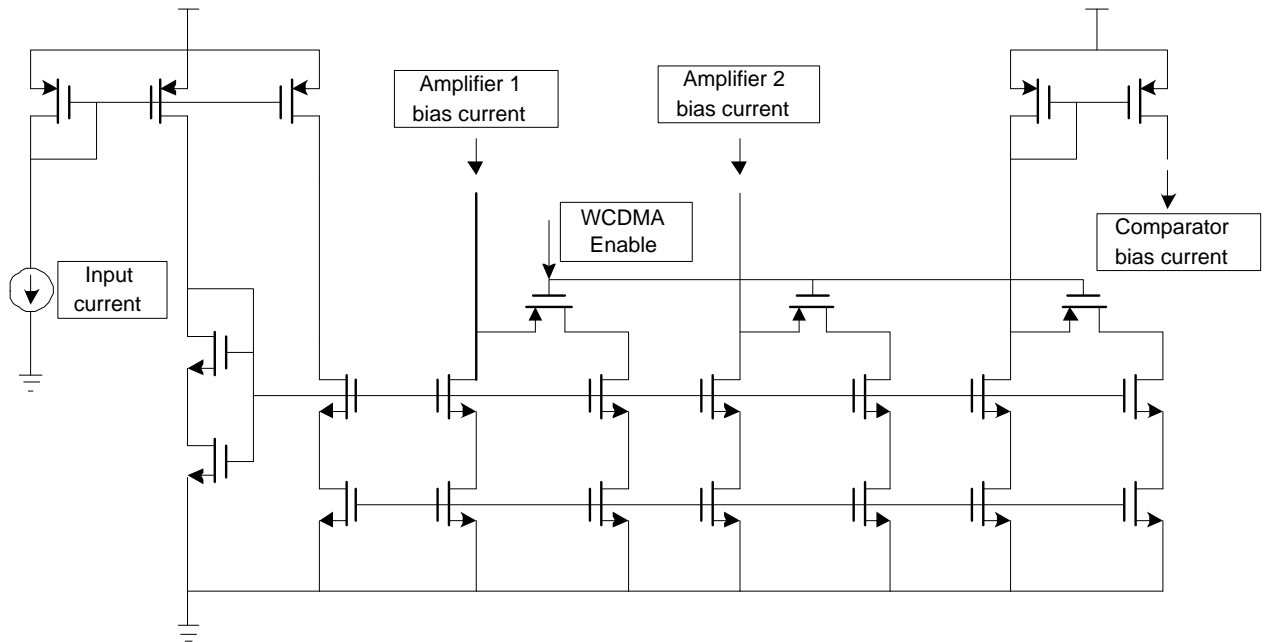 Amplifier 1
bias current
Amplifier 2
bias current
WCDMA
Enable
Comparator
bias current
Input
current